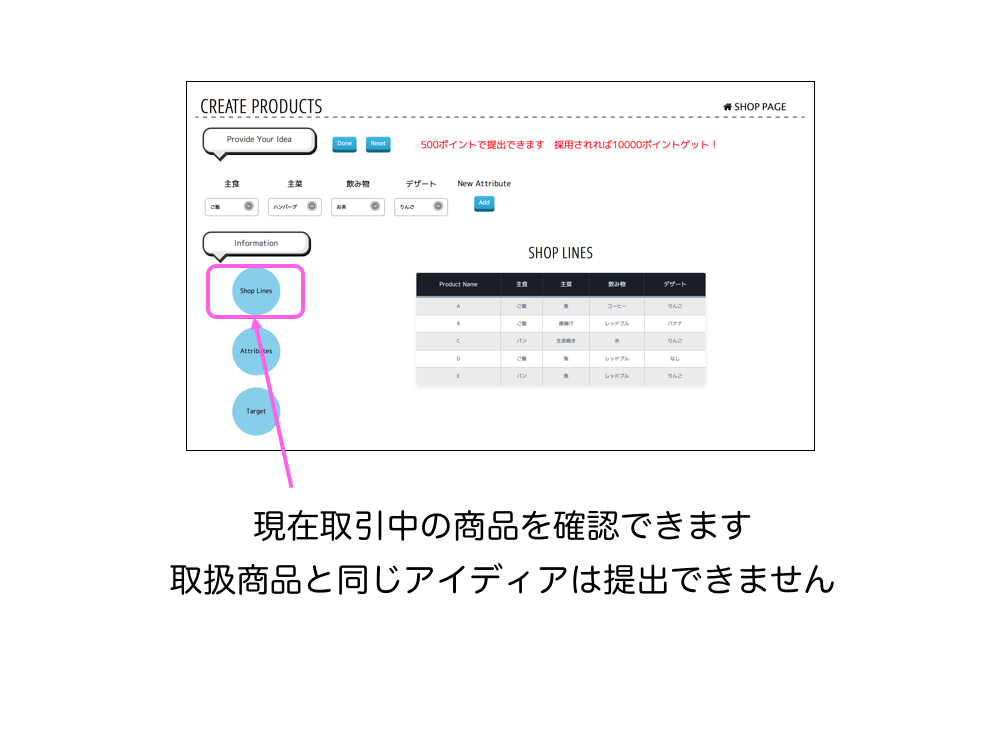 CREATE PRODUCTS
SHOP PAGE
Provide Your Idea
Done
Reset
500ポイントで提出できます　採用されれば10000ポイントゲット！
主食 主菜 飲み物 デザート New Attribute
ご飯 ハンバーグ お茶 りんご Add
Information
SHOP LINES
Shop Lines
Product Name 主食 主菜 飲み物 デザート
A ご飯 魚 コーヒー りんご
B ご飯 唐揚げ レッドブル バナナ
C パン 生姜焼き 水 りんご
D ご飯 魚 レッドブル なし
E パン 魚 レッドブル りんご
Attributes
Target
現在取引中の商品を確認できます
取扱商品と同じアイディアは提出できません